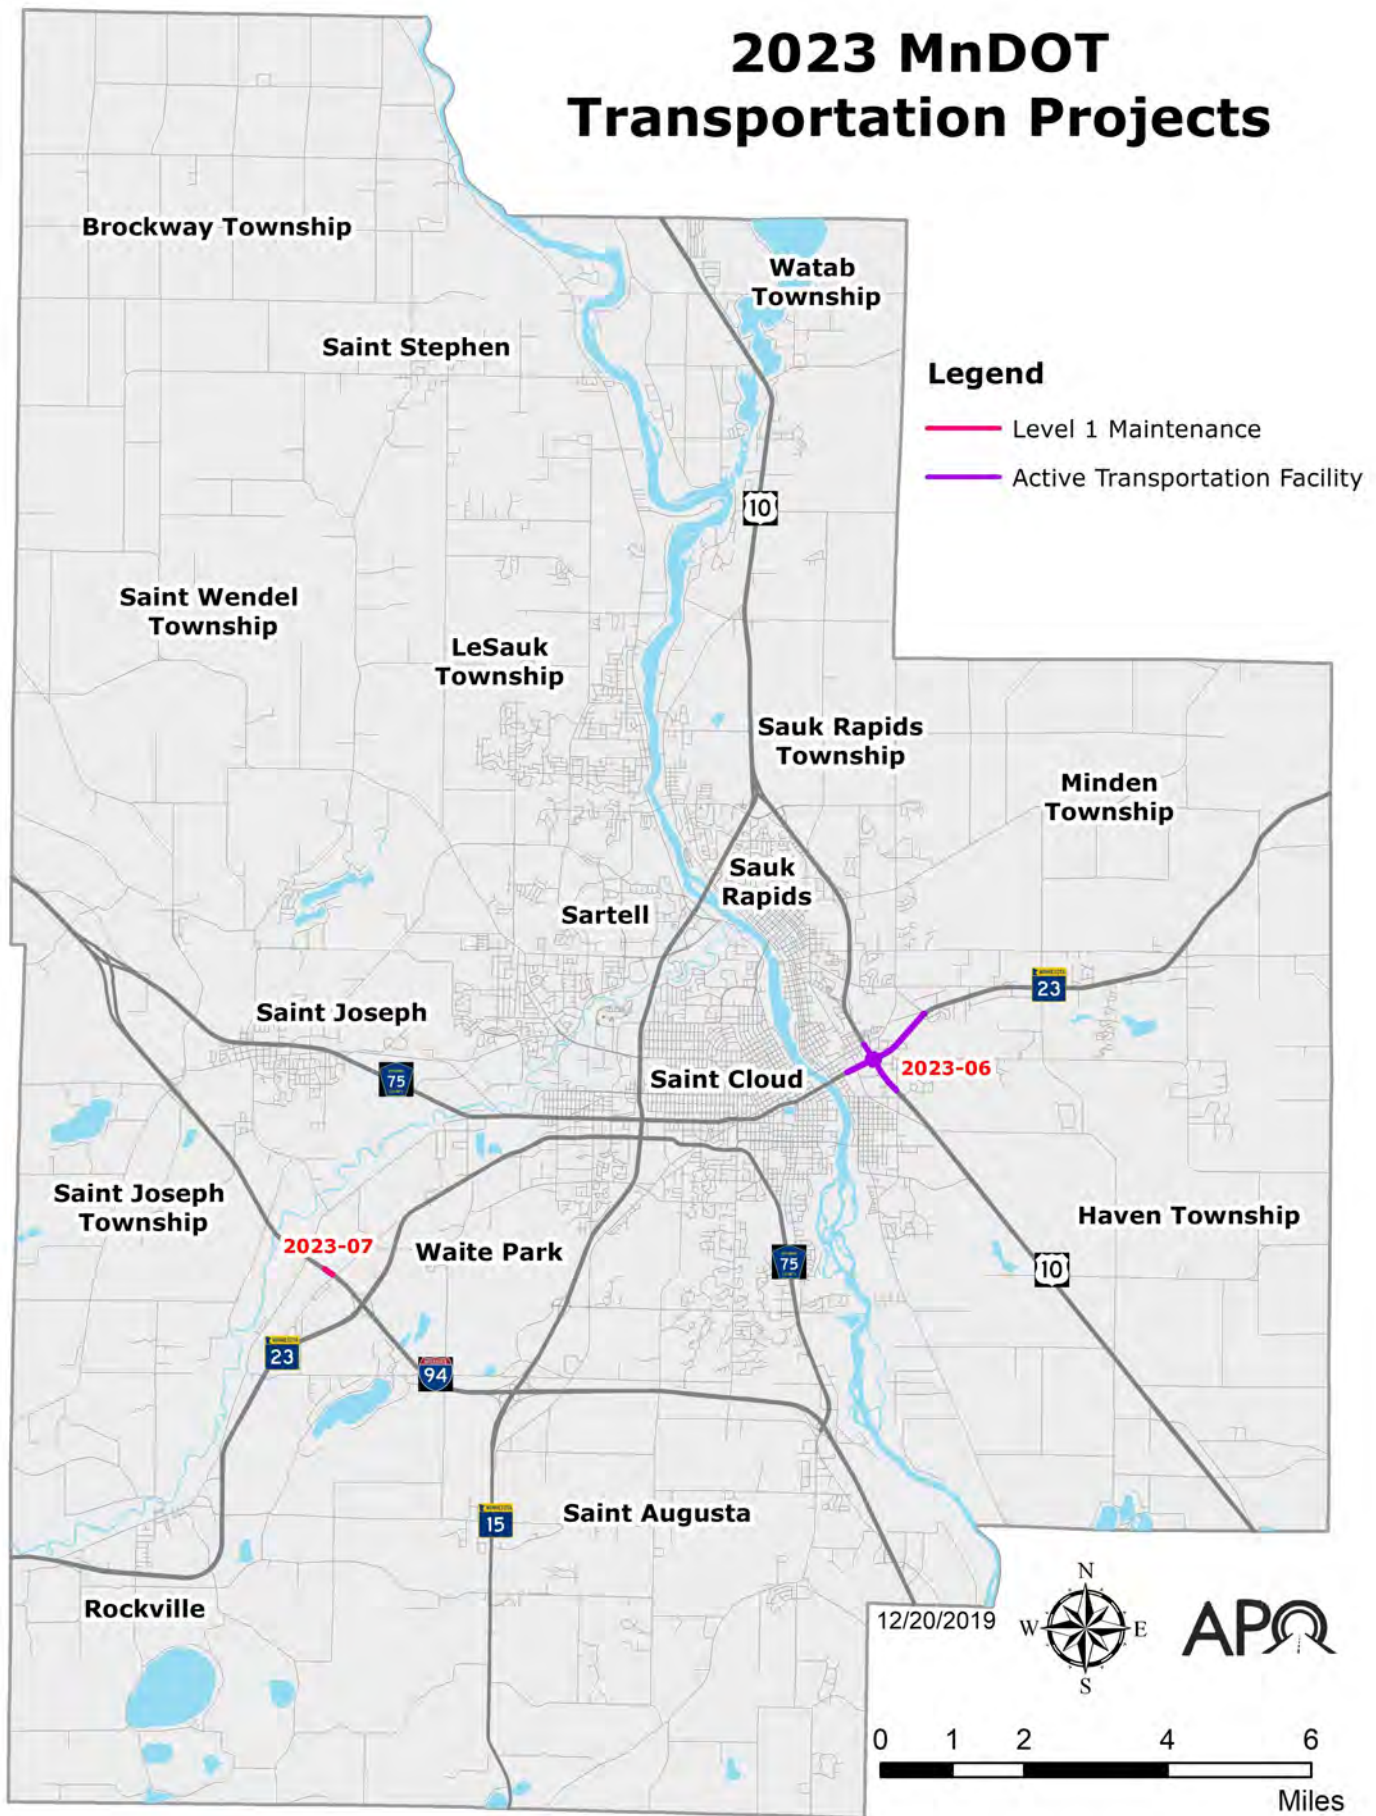 2023 MnDOT
Transportation Projects
Brockway Township
Watab
Township
Saint Stephen
Legend
Level 1 Maintenance
Active Transportation Facility
10
Saint Wendel
Township
LeSauk
Township
Sauk Rapids
Township
Minden
Township
Sauk
Rapids
Sartell
MINNESOTA
23
Saint Joseph
2023-06
75
Saint Cloud
Saint Joseph
Township
Haven Township
2023-07
Waite Park
75
10
MINNESOTA
23
94
MINNESOTA
15
Saint Augusta
Rockville
12/20/2019
N
W
E
S
APO
0 1 2 4 6
Miles